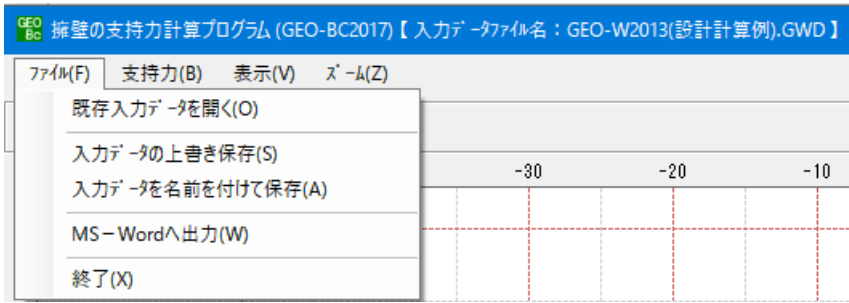 GEO BC 擁壁の支持力計算プログラム (GEO-BC2017)【 入力ﾃﾞｰﾀﾌｧｲﾙ名：GEO-W2013(設計計算例).GWD 】
ﾌｧｲﾙ(F) 支持力(B) 表示(V) ｽﾞｰﾑ(Z)
既存入力ﾃﾞｰﾀを開く(O)
入力ﾃﾞｰﾀの上書き保存(S)
入力ﾃﾞｰﾀを名前を付けて保存(A)
MS－Wordへ出力(W)
終了(X)
-30 -20 -10